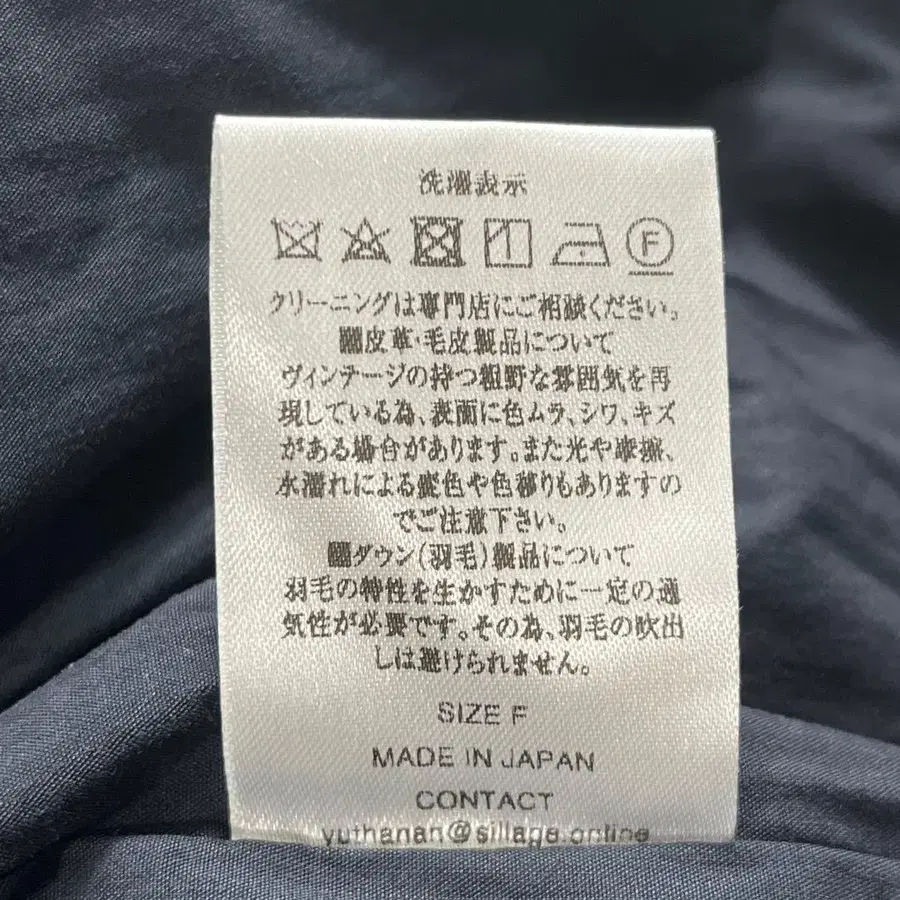 洗濯表示
F
クリーニングは専門店にご相談ください。
皮革・毛皮製品について
ヴィンテージの持つ粗野な雰囲気を再
現している為、表面に色ムラ、シワ、キズ
がある場合があります。また光や摩擦、
水濡れによる変色や色移りもありますの
でご注意下さい。
ダウン(羽毛)製品について
羽毛の特性を生かすために一定の通
気性が必要です。その為、羽毛の吹出
しは避けられません。
SIZE F
MADE IN JAPAN
CONTACT
yuthanan@sillage.online